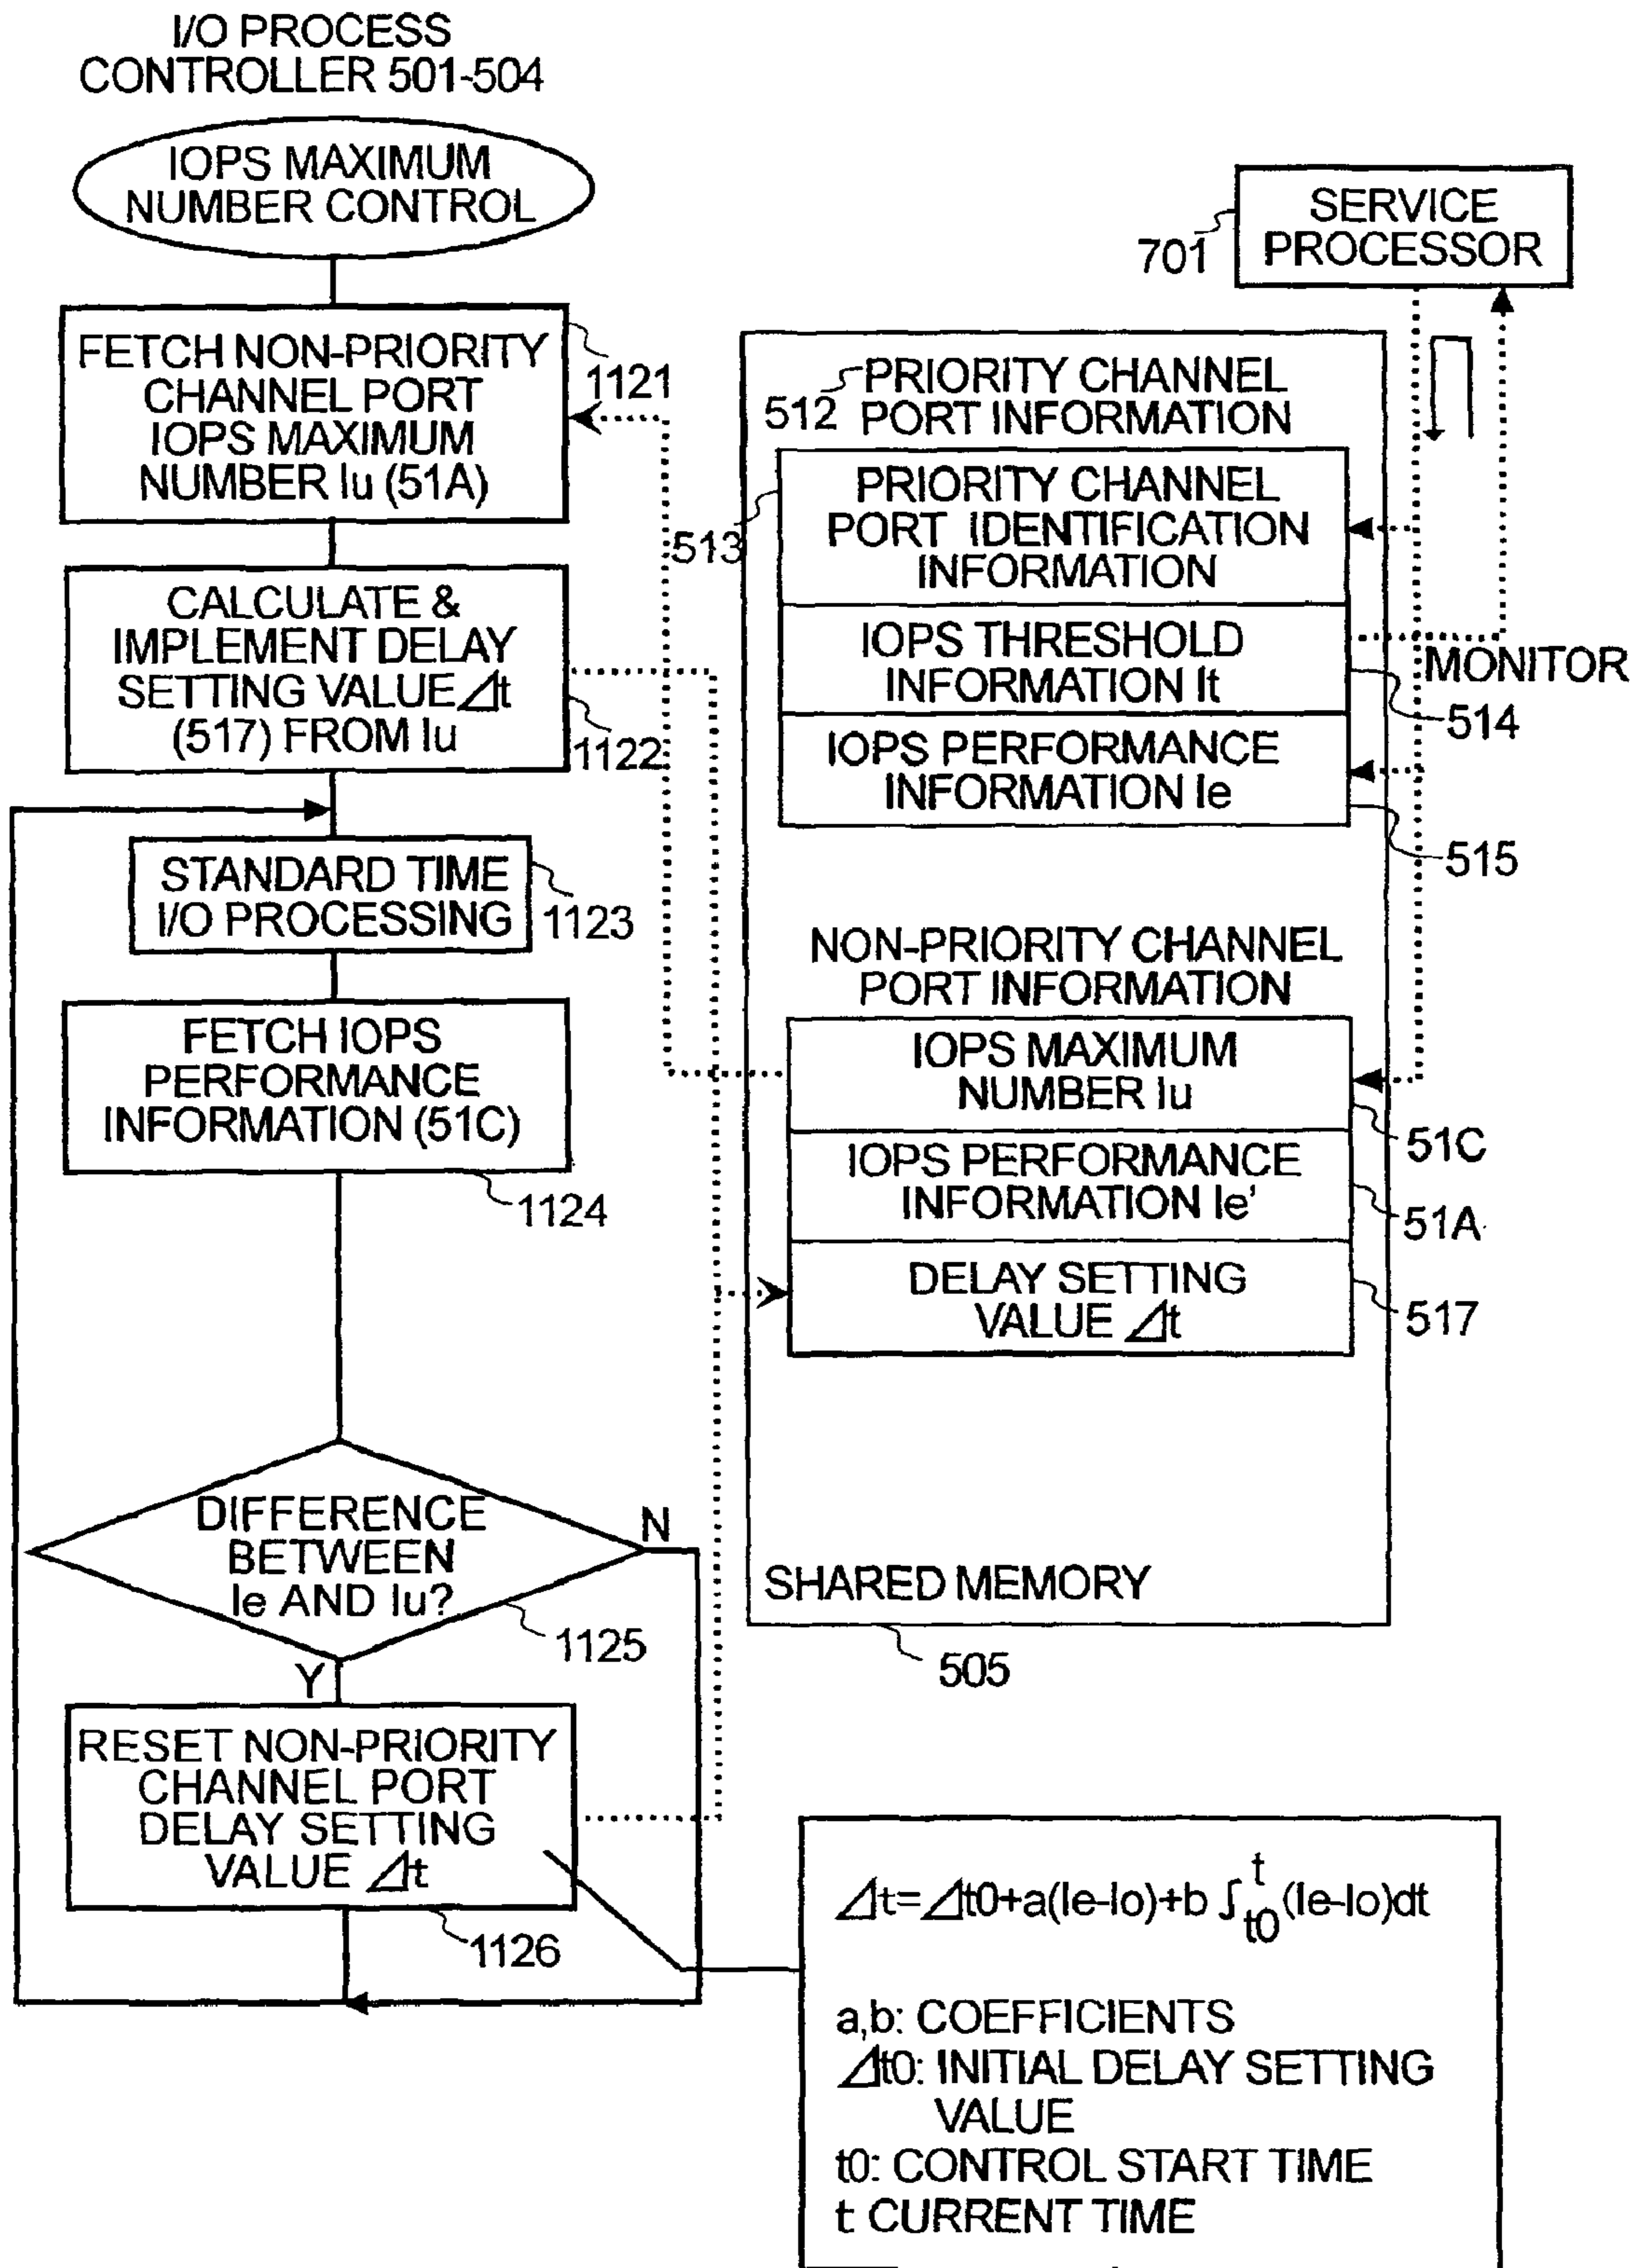 I/O PROCESS
CONTROLLER 501-504
IOPS MAXIMUM
NUMBER CONTROL
FETCH NON-PRIORITY
CHANNEL PORT
IOPS MAXIMUM
NUMBER Iu (51A)
1121
CALCULATE &
IMPLEMENT DELAY
SETTING VALUE Δt
(517) FROM Iu
1122
STANDARD TIME
I/O PROCESSING
1123
FETCH IOPS
PERFORMANCE
INFORMATION (51C)
1124
DIFFERENCE
BETWEEN
Ie AND Iu?
N
1125
Y
RESET NON-PRIORITY
CHANNEL PORT
DELAY SETTING
VALUE Δt
1126
SERVICE
PROCESSOR
701
512
PRIORITY CHANNEL
PORT INFORMATION
PRIORITY CHANNEL
PORT IDENTIFICATION
INFORMATION
513
IOPS THRESHOLD
INFORMATION It
MONITOR
514
IOPS PERFORMANCE
INFORMATION Ie
515
NON-PRIORITY CHANNEL
PORT INFORMATION
IOPS MAXIMUM
NUMBER Iu
51C
IOPS PERFORMANCE
INFORMATION Ie'
51A
DELAY SETTING
VALUE Δt
517
SHARED MEMORY
505
Δt=Δt0+a(Ie-Io)+b ∫t0t(Ie-Io)dt
a,b: COEFFICIENTS
Δt0: INITIAL DELAY SETTING
VALUE
t0: CONTROL START TIME
t: CURRENT TIME